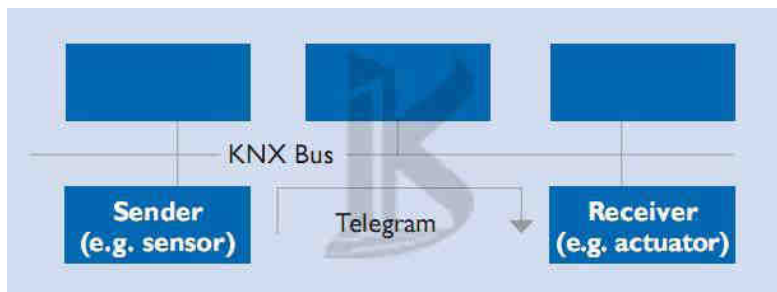 KNX Bus
Sender
(e.g. sensor)
Telegram
Receiver
(e.g. actuator)